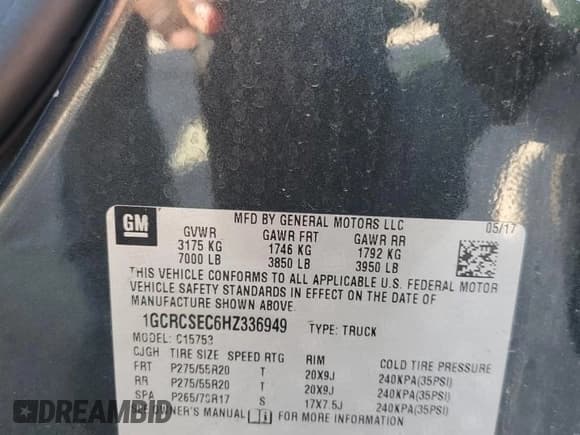 GM
MFD BY GENERAL MOTORS LLC
05/17
GVWR GAWR FRT GAWR RR
3175 KG 1746 KG 1792 KG
7000 LB 3850 LB 3950 LB
THIS VEHICLE CONFORMS TO ALL APPLICABLE U.S. FEDERAL MOTOR
VEHICLE SAFETY STANDARDS IN EFFECT ON THE DATE OF
MANUFACTURE SHOWN ABOVE.
1GCRCSEC6HZ336949 TYPE: TRUCK
MODEL: C15753
CJGH TIRE SIZE SPEED RTG RIM COLD TIRE PRESSURE
FRT P275/55R20 T 20X9J 240KPA(35PSI)
RR P275/55R20 T 20X9J 240KPA(35PSI)
SPA P265/70R17 S 17X7.5J 240KPA(35PSI)
OWNER'S MANUAL FOR MORE INFORMATION
DREAMBID